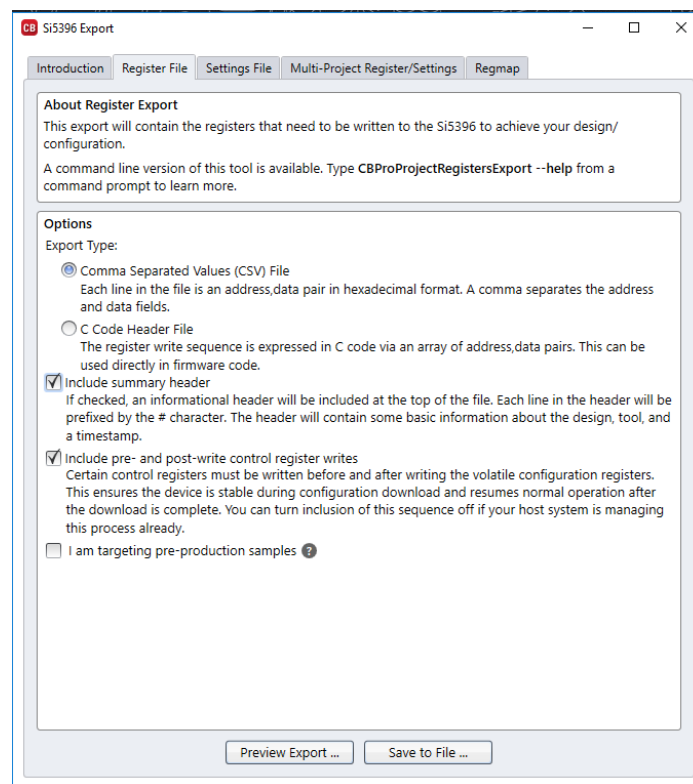 CB Si5396 Export
Introduction Register File Settings File Multi-Project Register/Settings Regmap
About Register Export
This export will contain the registers that need to be written to the Si5396 to achieve your design/
configuration.
A command line version of this tool is available. Type CBProProjectRegistersExport --help from a
command prompt to learn more.
Options
Export Type:
Comma Separated Values (CSV) File
Each line in the file is an address,data pair in hexadecimal format. A comma separates the address
and data fields.
C Code Header File
The register write sequence is expressed in C code via an array of address,data pairs. This can be
used directly in firmware code.
Include summary header
If checked, an informational header will be included at the top of the file. Each line in the header will be
prefixed by the # character. The header will contain some basic information about the design, tool, and
a timestamp.
Include pre- and post-write control register writes
Certain control registers must be written before and after writing the volatile configuration registers.
This ensures the device is stable during configuration download and resumes normal operation after
the download is complete. You can turn inclusion of this sequence off if your host system is managing
this process already.
I am targeting pre-production samples ?
Preview Export ... Save to File ...